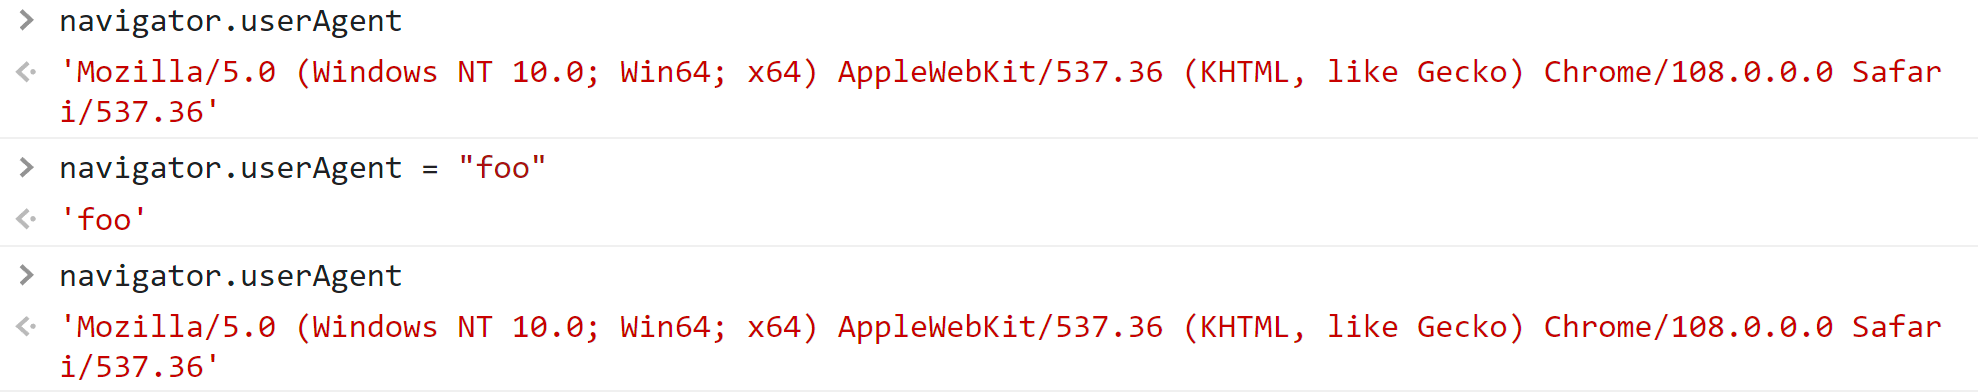 navigator.userAgent
'Mozilla/5.0 (Windows NT 10.0; Win64; x64) AppleWebKit/537.36 (KHTML, like Gecko) Chrome/108.0.0.0 Safar
i/537.36'
navigator.userAgent = "foo"
'foo'
navigator.userAgent
'Mozilla/5.0 (Windows NT 10.0; Win64; x64) AppleWebKit/537.36 (KHTML, like Gecko) Chrome/108.0.0.0 Safar
i/537.36'